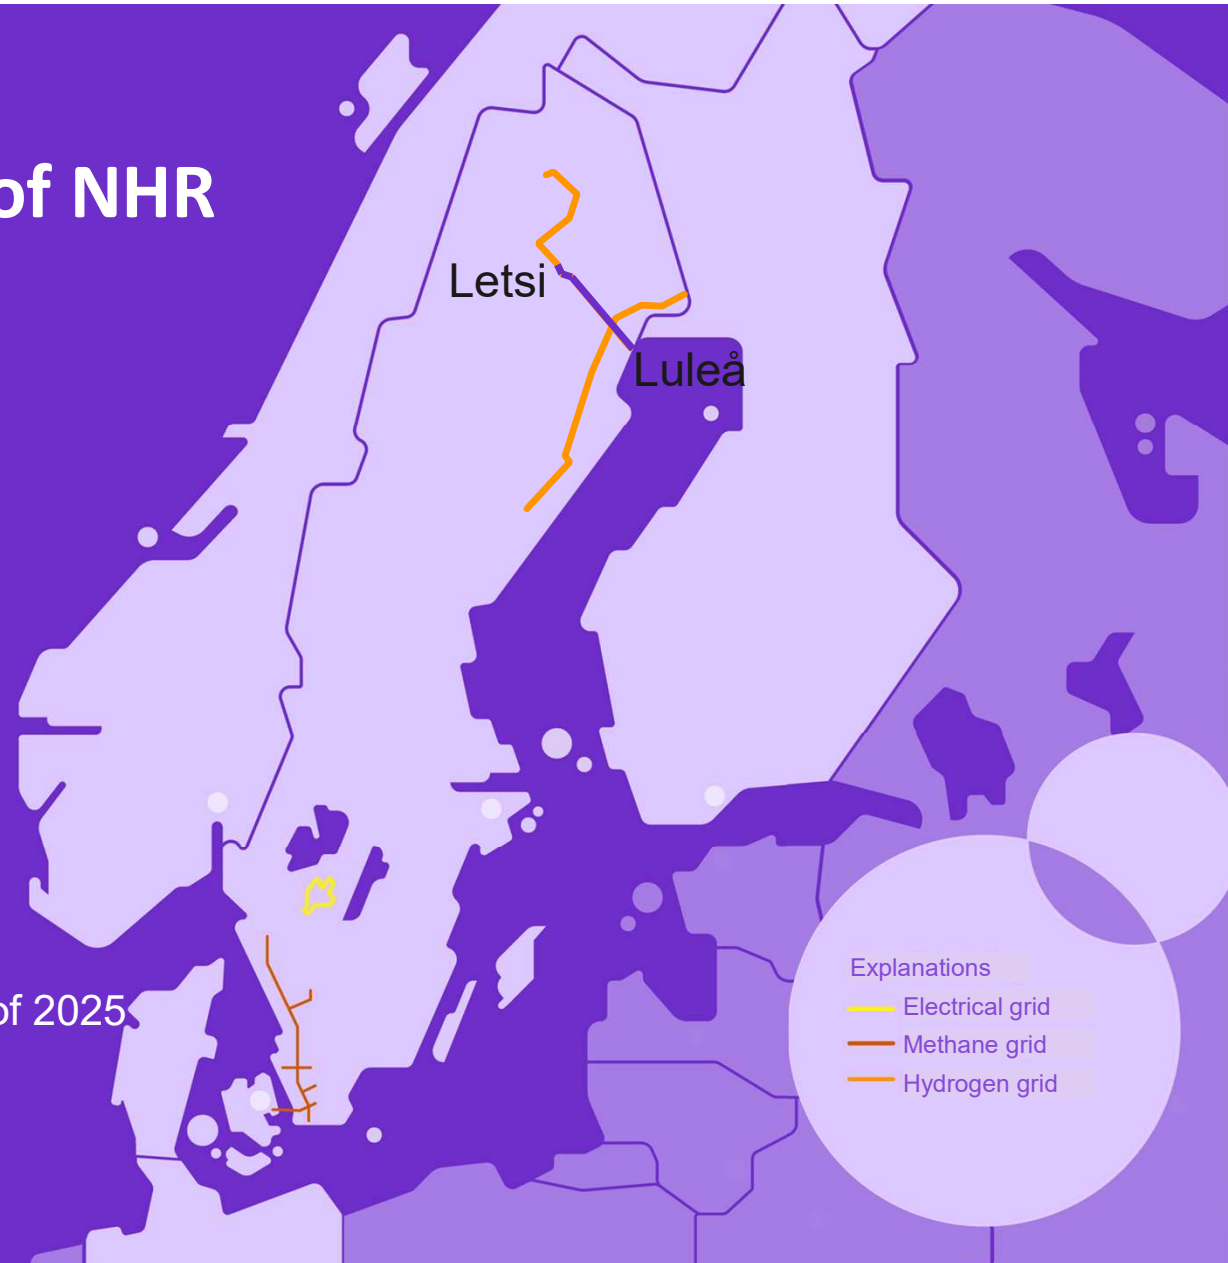 of NHR
Letsi
Luleå
Explanations
Electrical grid
of 2025
Methane grid
Hydrogen grid